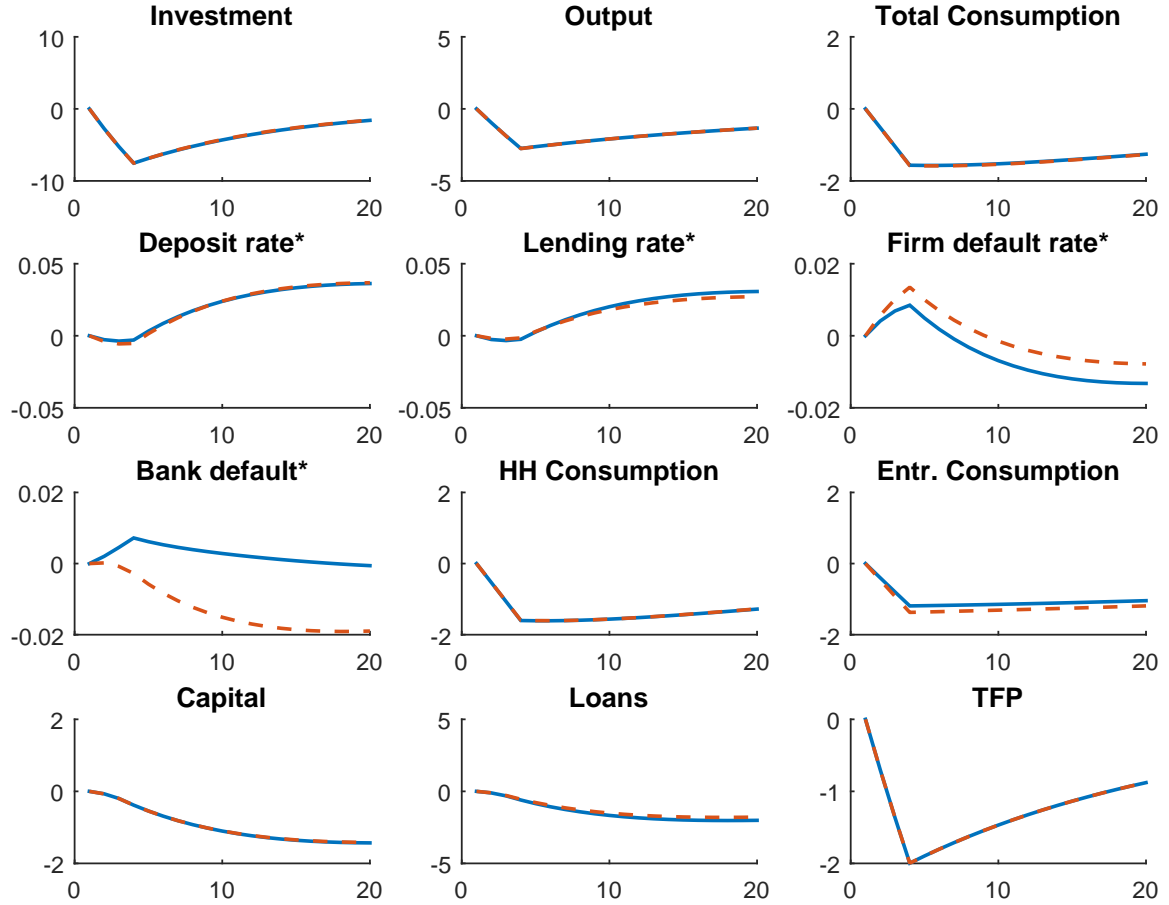 Investment Output Total Consumption
10 5 2
0 0 0
-10 -5 -2
0 10 20 0 10 20 0 10 20
Deposit rate* Lending rate* Firm default rate*
0.05 0.05 0.02
0 0 0
-0.05 -0.05 -0.02
0 10 20 0 10 20 0 10 20
Bank default* HH Consumption Entr. Consumption
0.02 2 2
0 0 0
-0.02 -2 -2
0 10 20 0 10 20 0 10 20
Capital Loans TFP
2 5 0
0 0 -1
-2 -5 -2
0 10 20 0 10 20 0 10 20